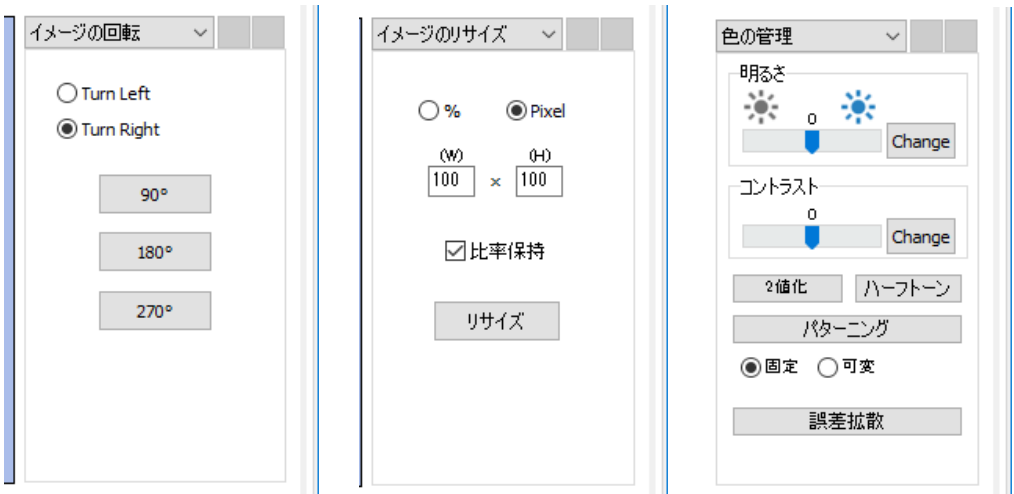 イメージの回転
Turn Left
Turn Right
90°
180°
270°
イメージのリサイズ
%
Pixel
(W) (H)
100 × 100
比率保持
リサイズ
色の管理
明るさ
0
Change
コントラスト
0
Change
2値化 ハーフトーン
パターニング
固定 可変
誤差拡散